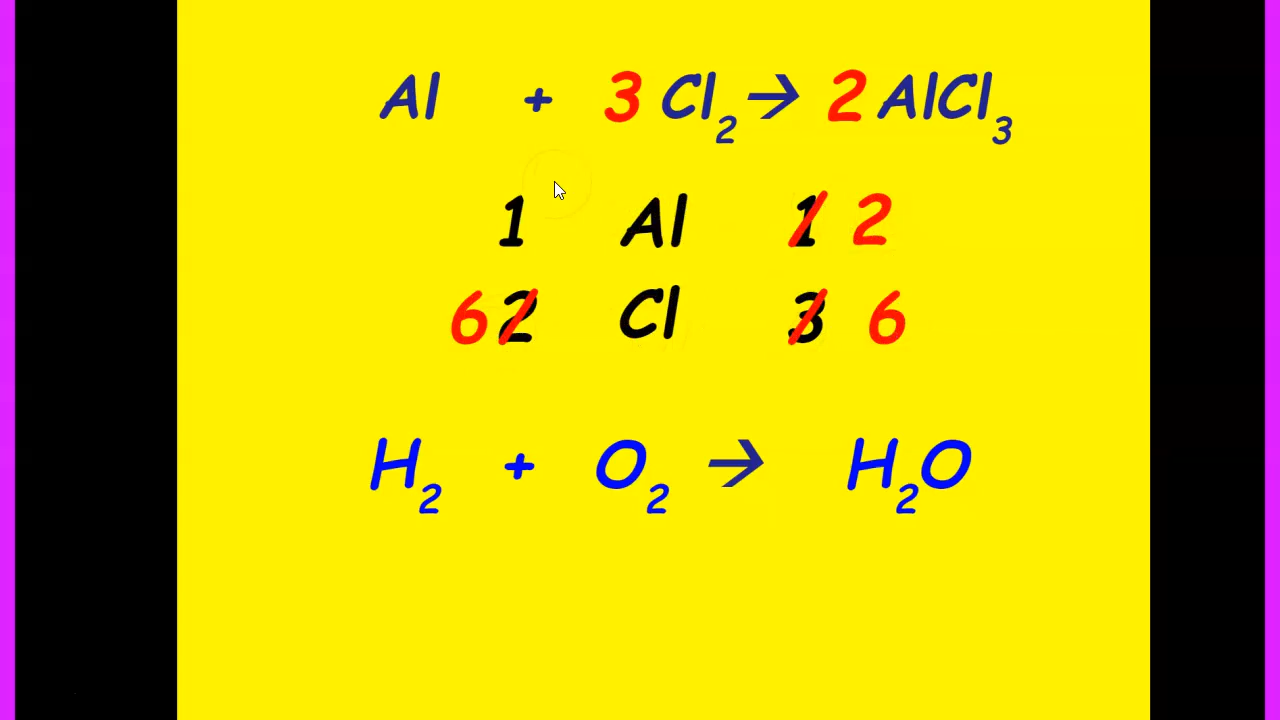 Al + 3 Cl₂ → 2 AlCl₃
1 Al 1 2
6 2 Cl 3 6
H₂ + O₂ → H₂O